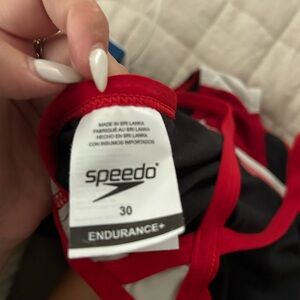 MADE IN SRI LANKA
FABRIQUÉ AU SRI LANKA
HECHO EN SRI LANKA
CON INSUMOS IMPORTADOS
speedo
30
ENDURANCE+